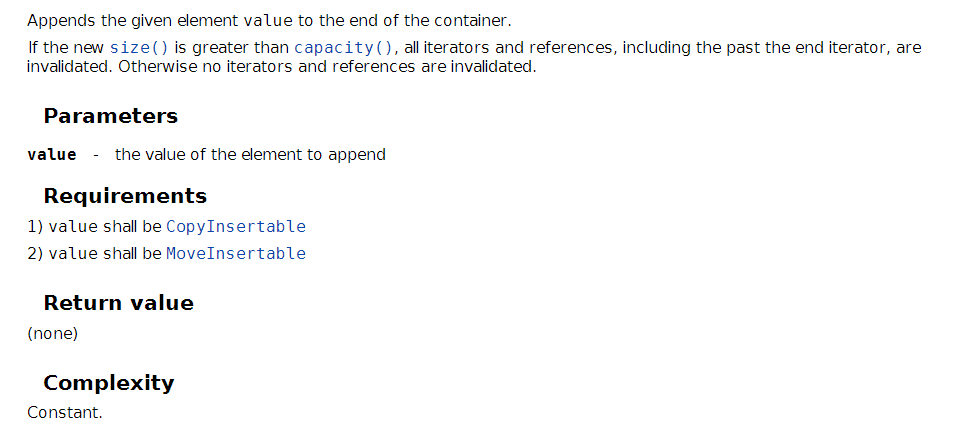 Appends the given element value to the end of the container.
If the new size() is greater than capacity(), all iterators and references, including the past the end iterator, are
invalidated. Otherwise no iterators and references are invalidated.
Parameters
value - the value of the element to append
Requirements
1) value shall be CopyInsertable
2) value shall be MoveInsertable
Return value
(none)
Complexity
Constant.